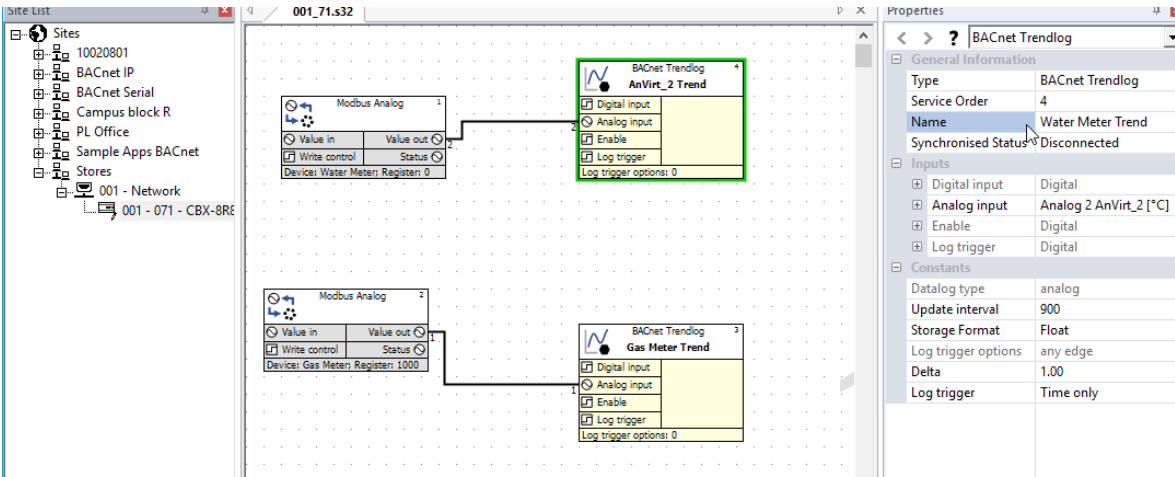 Site List
Sites
10020801
BACnet IP
BACnet Serial
Campus block R
PL Office
Sample Apps BACnet
Stores
001 - Network
001 - 071 - CBX-8R8
001_71.s32
Modbus Analog 1
Value in Value out 2
Write control Status
Device: Water Meter; Register: 0
BACnet Trendlog 4
AnVirt_2 Trend
Digital input
2 Analog input
Enable
Log trigger
Log trigger options: 0
Modbus Analog 2
Value in Value out 1
Write control Status
Device: Gas Meter; Register: 1000
BACnet Trendlog 3
Gas Meter Trend
Digital input
1 Analog input
Enable
Log trigger
Log trigger options: 0
Properties
? BACnet Trendlog
General Information
Type BACnet Trendlog
Service Order 4
Name Water Meter Trend
Synchronised Status Disconnected
Inputs
Digital input Digital
Analog input Analog 2 AnVirt_2 [°C]
Enable Digital
Log trigger Digital
Constants
Datalog type analog
Update interval 900
Storage Format Float
Log trigger options any edge
Delta 1.00
Log trigger Time only